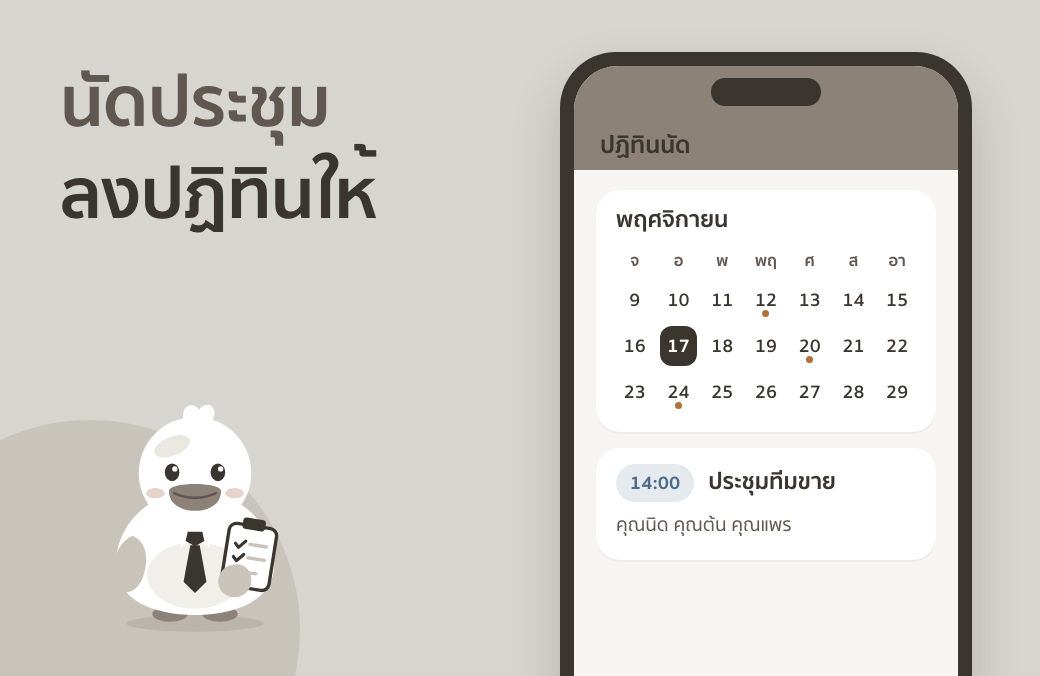 นัดประชุม
ลงปฏิทินให้
ปฏิทินนัด
พฤศจิกายน
จ อ พ พฤ ศ ส อา
9 10 11 12 13 14 15
16 17 18 19 20 21 22
23 24 25 26 27 28 29
14:00 ประชุมทีมขาย
คุณนิด คุณต้น คุณแพร